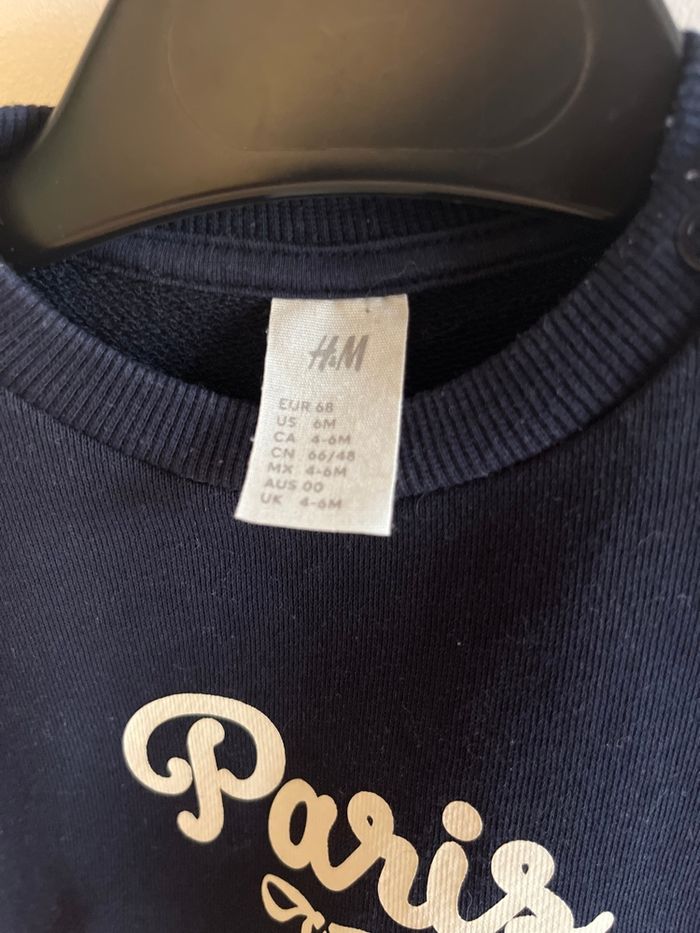 H&M
EUR 68
US 6M
CA 4-6M
CN 66/48
MX 4-6M
AUS 00
UK 4-6M
Paris